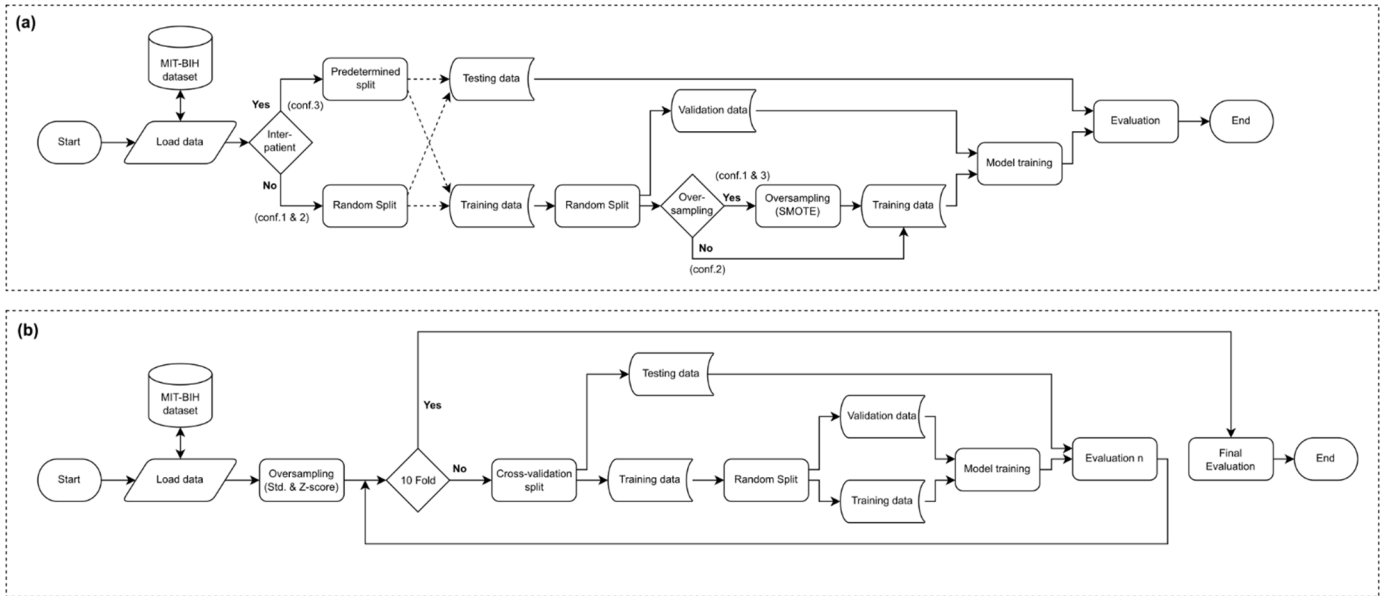 (a)
MIT-BIH
dataset
Start
Load data
Inter-
patient
Yes
(conf.3)
No
(conf.1 & 2)
Predetermined
split
Random Split
Testing data
Training data
Random Split
Validation data
Over-
sampling
(conf.1 & 3)
Yes
No
(conf.2)
Oversampling
(SMOTE)
Training data
Model training
Evaluation
End
(b)
MIT-BIH
dataset
Start
Load data
Oversampling
(Std. & Z-score)
10 Fold
Yes
No
Cross-validation
split
Testing data
Training data
Random Split
Validation data
Training data
Model training
Evaluation n
Final
Evaluation
End